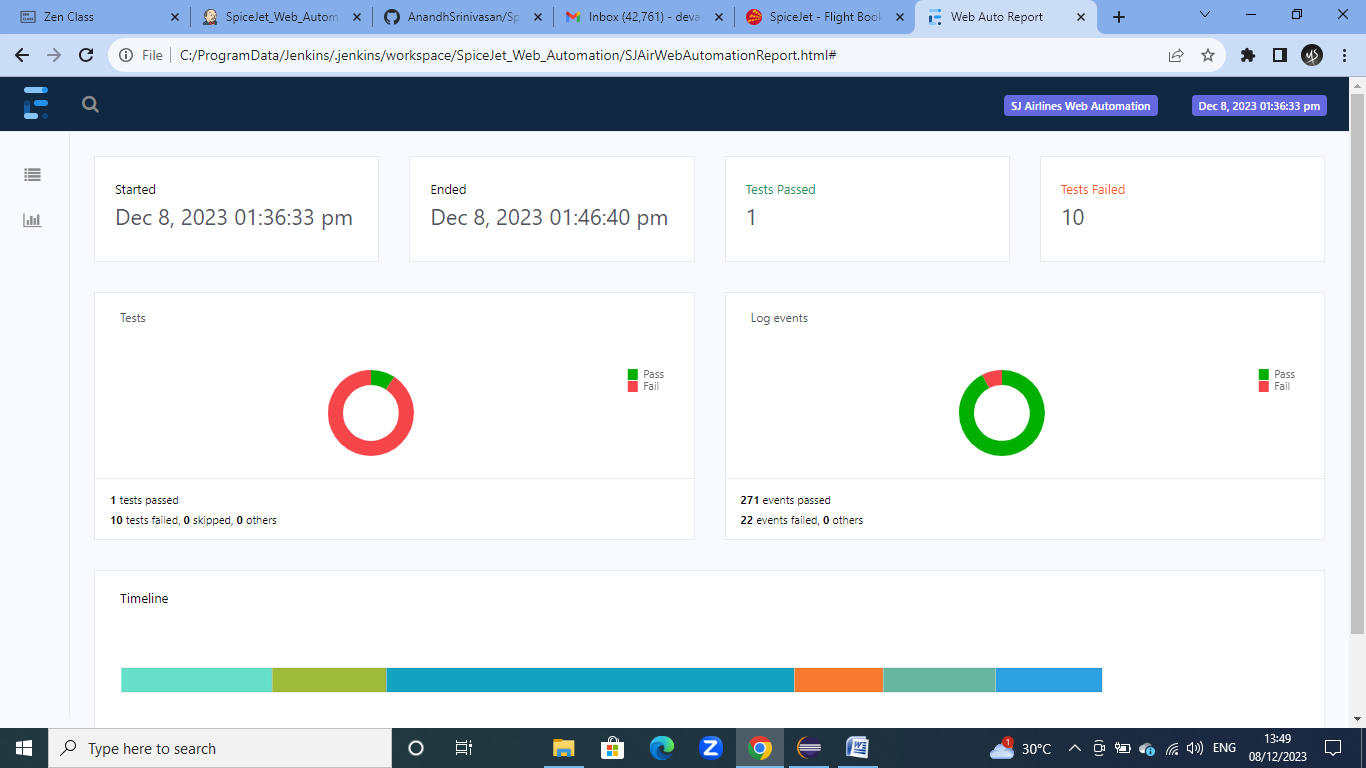 Zen Class
SpiceJet_Web_Autom
AnandhSrinivasan/Sp
Inbox (42,761) - deva
SpiceJet - Flight Book
Web Auto Report
File
C:/ProgramData/Jenkins/.jenkins/workspace/SpiceJet_Web_Automation/SJAirWebAutomationReport.html#
SJ Airlines Web Automation
Dec 8, 2023 01:36:33 pm
Started
Dec 8, 2023 01:36:33 pm
Ended
Dec 8, 2023 01:46:40 pm
Tests Passed
1
Tests Failed
10
Tests
Pass
Fail
1 tests passed
10 tests failed, 0 skipped, 0 others
Log events
Pass
Fail
271 events passed
22 events failed, 0 others
Timeline
Type here to search
1
30°C
ENG
13:49
08/12/2023